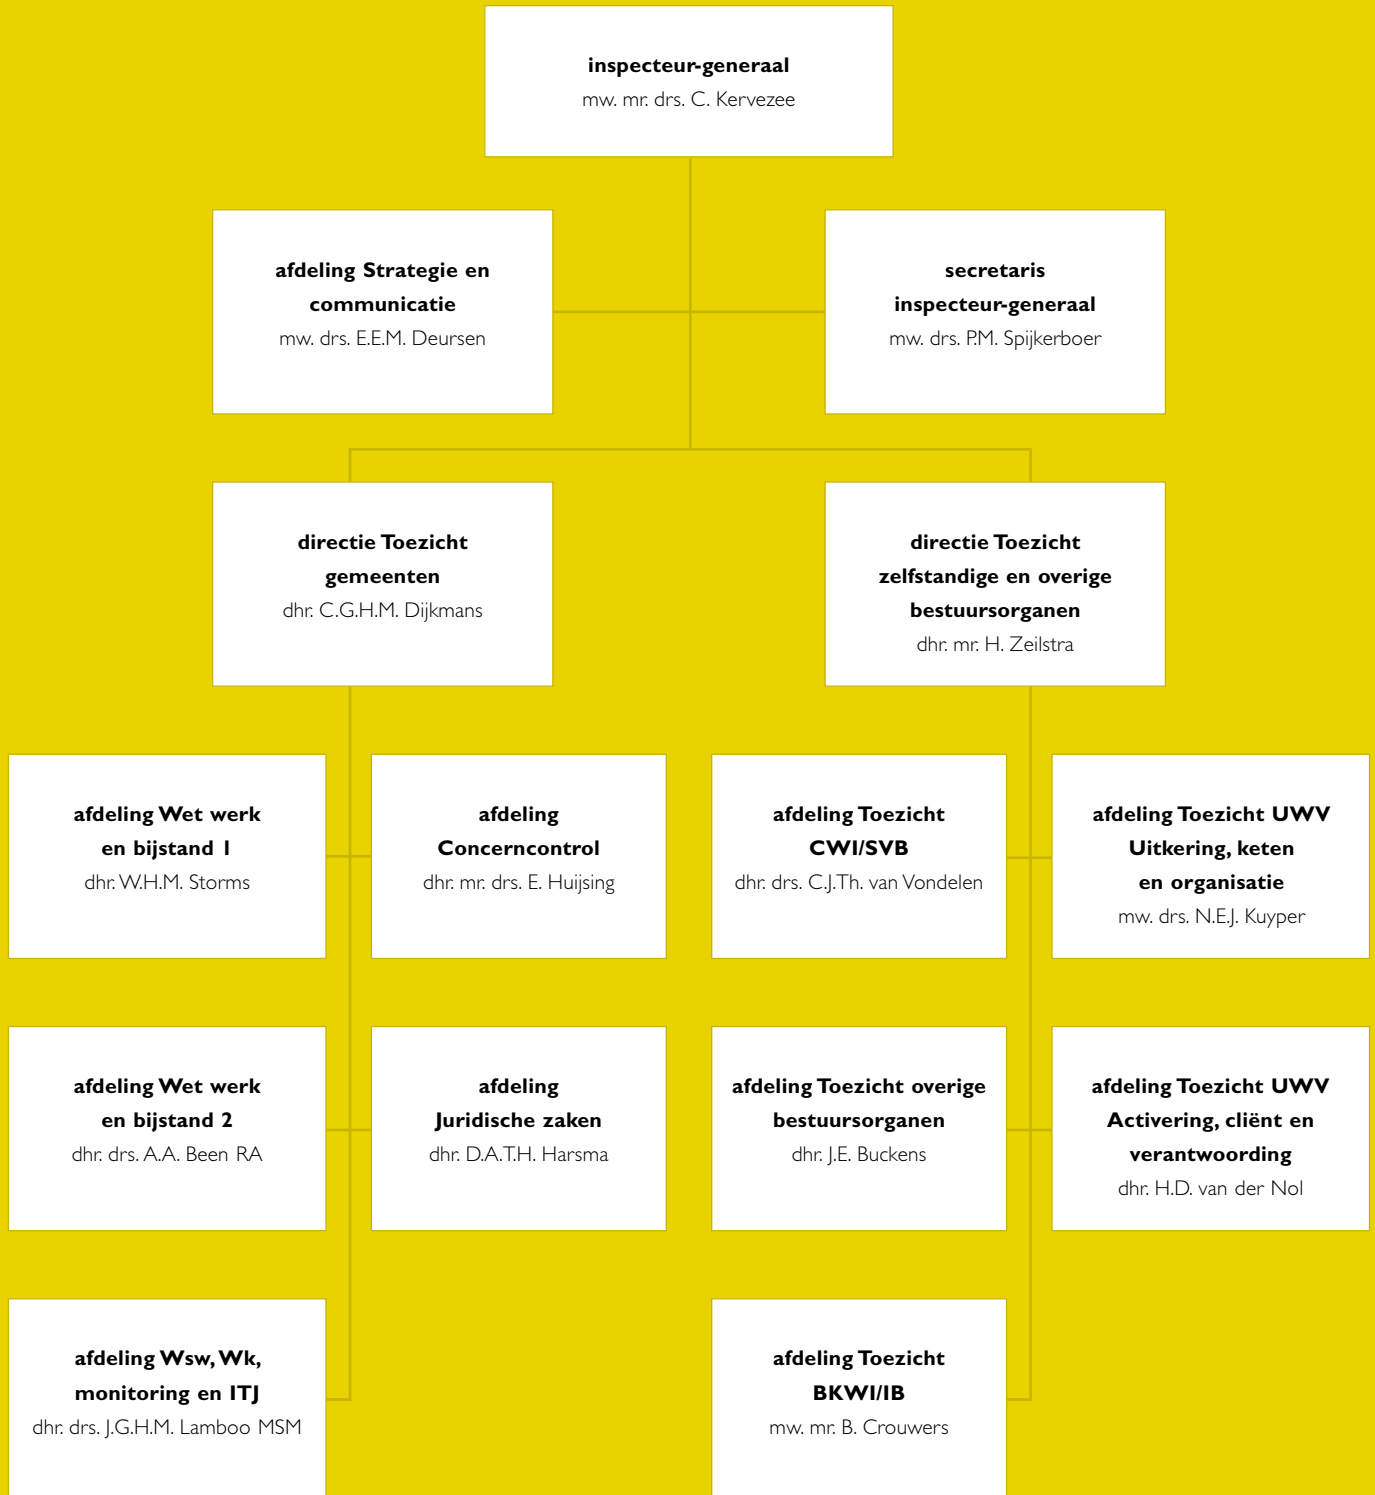 inspecteur-generaal
mw. mr. drs. C. Kervezee
afdeling Strategie en
communicatie
mw. drs. E.E.M. Deursen
secretaris
inspecteur-generaal
mw. drs. P.M. Spijkerboer
directie Toezicht
gemeenten
dhr. C.G.H.M. Dijkmans
directie Toezicht
zelfstandige en overige
bestuursorganen
dhr. mr. H. Zeilstra
afdeling Wet werk
en bijstand 1
dhr. W.H.M. Storms
afdeling
Concerncontrol
dhr. mr. drs. E. Huijsing
afdeling Toezicht
CWI/SVB
dhr. drs. C.J.Th. van Vondelen
afdeling Toezicht UWV
Uitkering, keten
en organisatie
mw. drs. N.E.J. Kuyper
afdeling Wet werk
en bijstand 2
dhr. drs. A.A. Been RA
afdeling
Juridische zaken
dhr. D.A.T.H. Harsma
afdeling Toezicht overige
bestuursorganen
dhr. J.E. Buckens
afdeling Toezicht UWV
Activering, cliënt en
verantwoording
dhr. H.D. van der Nol
afdeling Wsw, Wk,
monitoring en ITJ
dhr. drs. J.G.H.M. Lamboo MSM
afdeling Toezicht
BKWI/IB
mw. mr. B. Crouwers